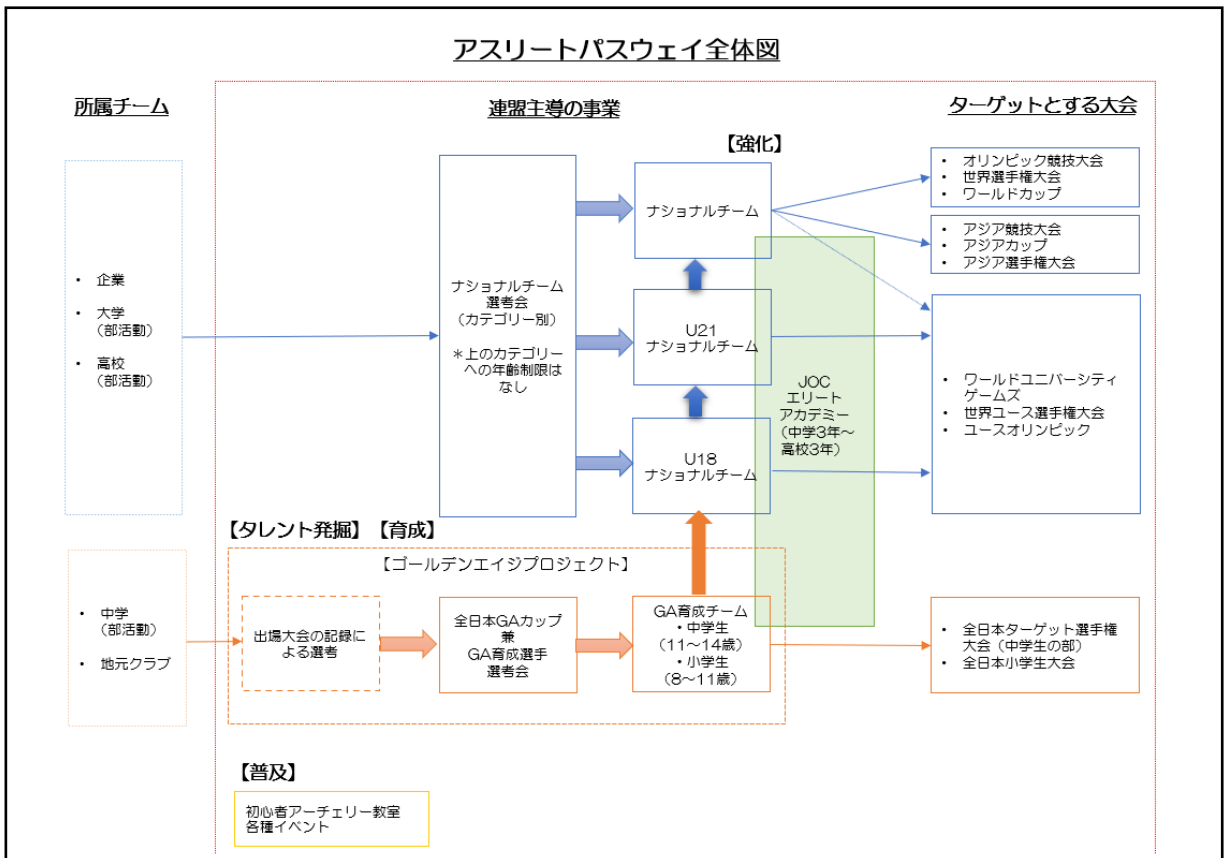 アスリートパスウェイ全体図
所属チーム
連盟主導の事業
ターゲットとする大会
【強化】
・ 企業
・ 大学
（部活動）
・ 高校
（部活動）
ナショナルチーム
選考会
（カテゴリー別）
＊上のカテゴリー
への年齢制限は
なし
ナショナルチーム
U21
ナショナルチーム
U18
ナショナルチーム
JOC
エリート
アカデミー
（中学3年～
高校3年）
• オリンピック競技大会
• 世界選手権大会
• ワールドカップ
• アジア競技大会
• アジアカップ
• アジア選手権大会
• ワールドユニバーシティ
ゲームズ
• 世界ユース選手権大会
• ユースオリンピック
【タレント発掘】【育成】
【ゴールデンエイジプロジェクト】
・ 中学
（部活動）
・ 地元クラブ
出場大会の記録に
よる選考
全日本GAカップ
兼
GA育成選手
選考会
GA育成チーム
・中学生
（11～14歳）
・小学生
（8～11歳）
• 全日本ターゲット選手権
大会（中学生の部）
• 全日本小学生大会
【普及】
初心者アーチェリー教室
各種イベント